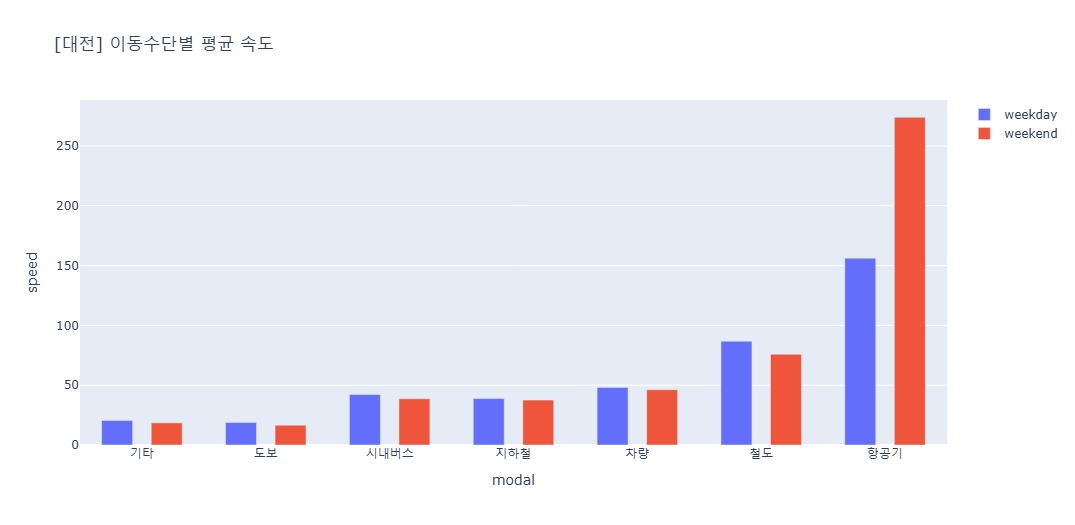 [대전] 이동수단별 평균 속도
weekday
weekend
250
200
150
100
50
0
speed
기타 도보 시내버스 지하철 차량 철도 항공기
modal